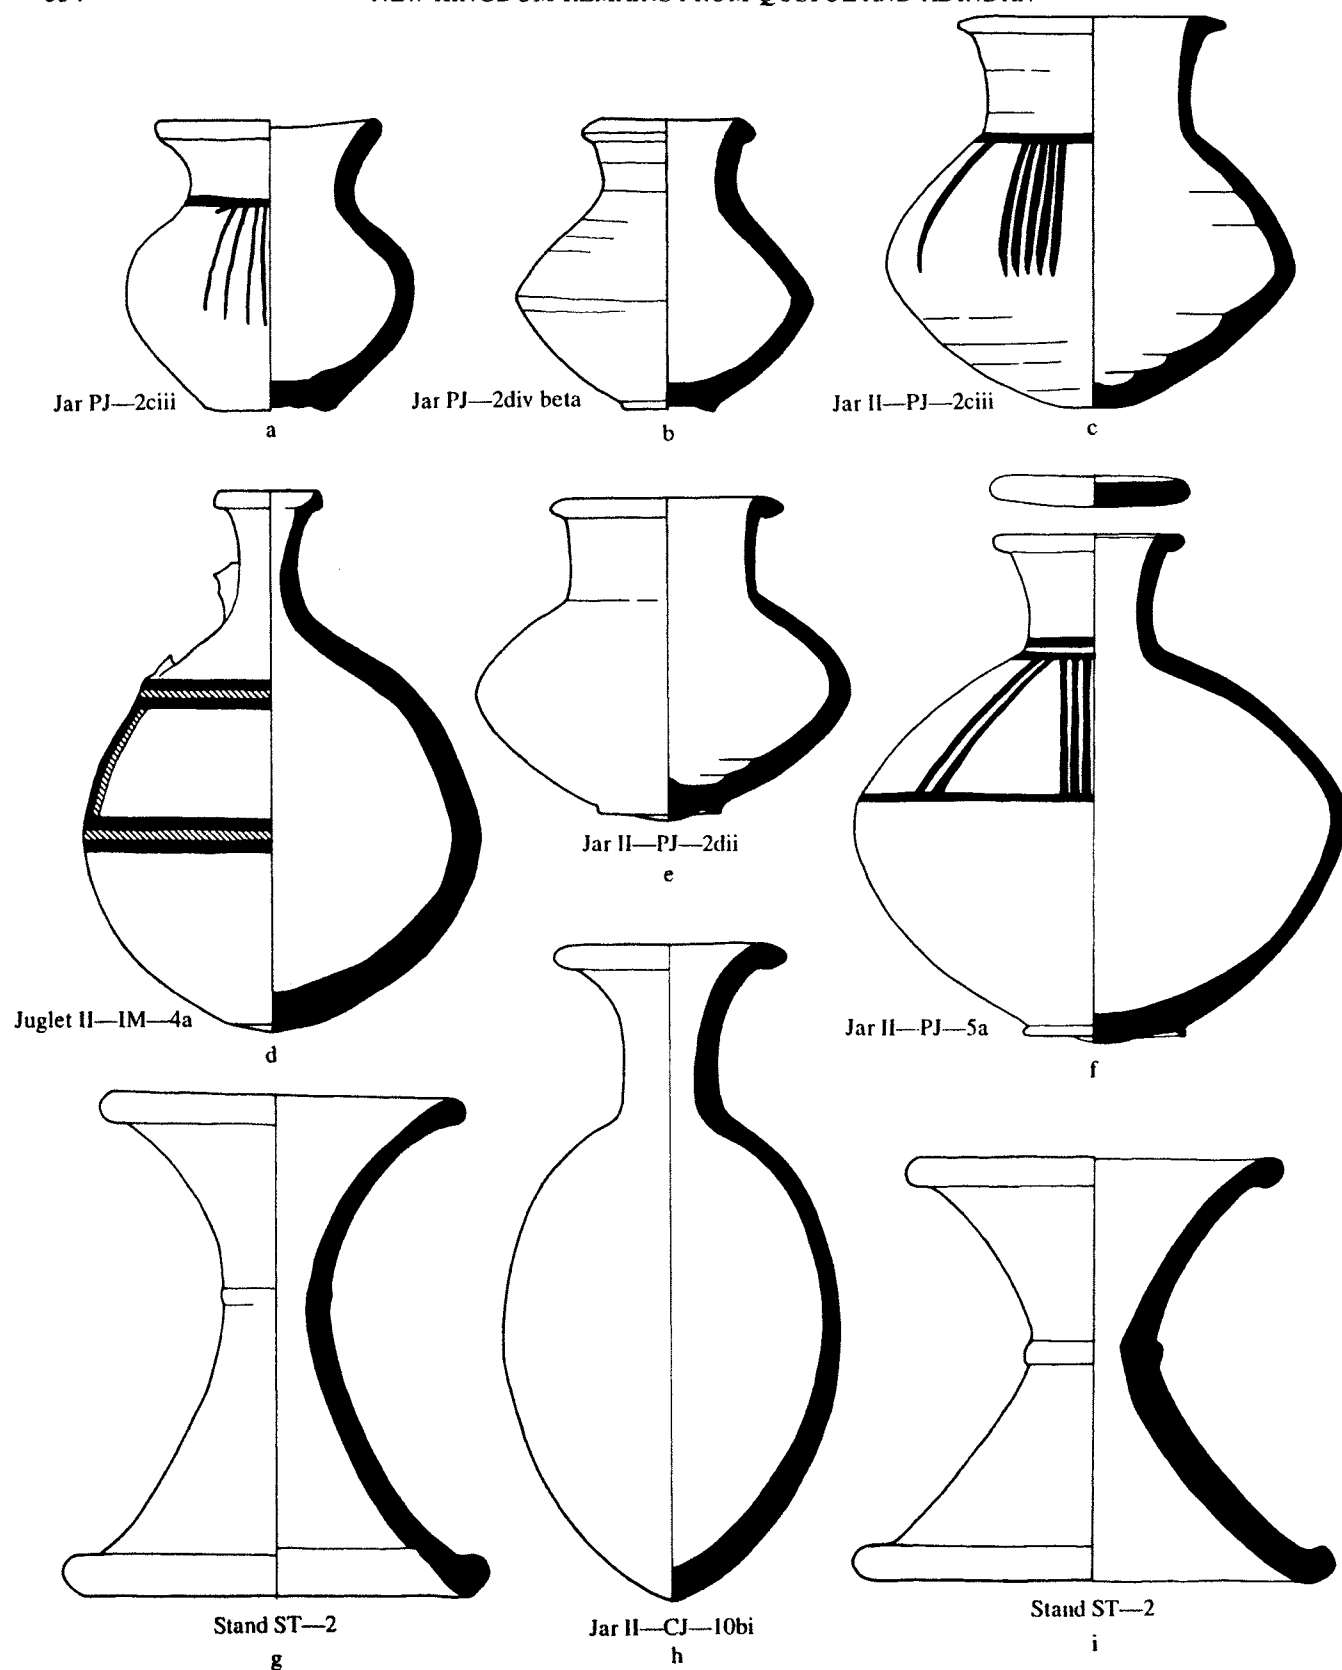 NEW KINGDOM REMAINS FROM QUSTUL AND ADINDAN
Jar PJ—2ciii
a
Jar PJ—2div beta
b
Jar II—PJ—2ciii
c
Juglet II—IM—4a
d
Jar II—PJ—2dii
e
Jar II—PJ—5a
f
Stand ST—2
g
Jar II—CJ—10bi
h
Stand ST—2
i